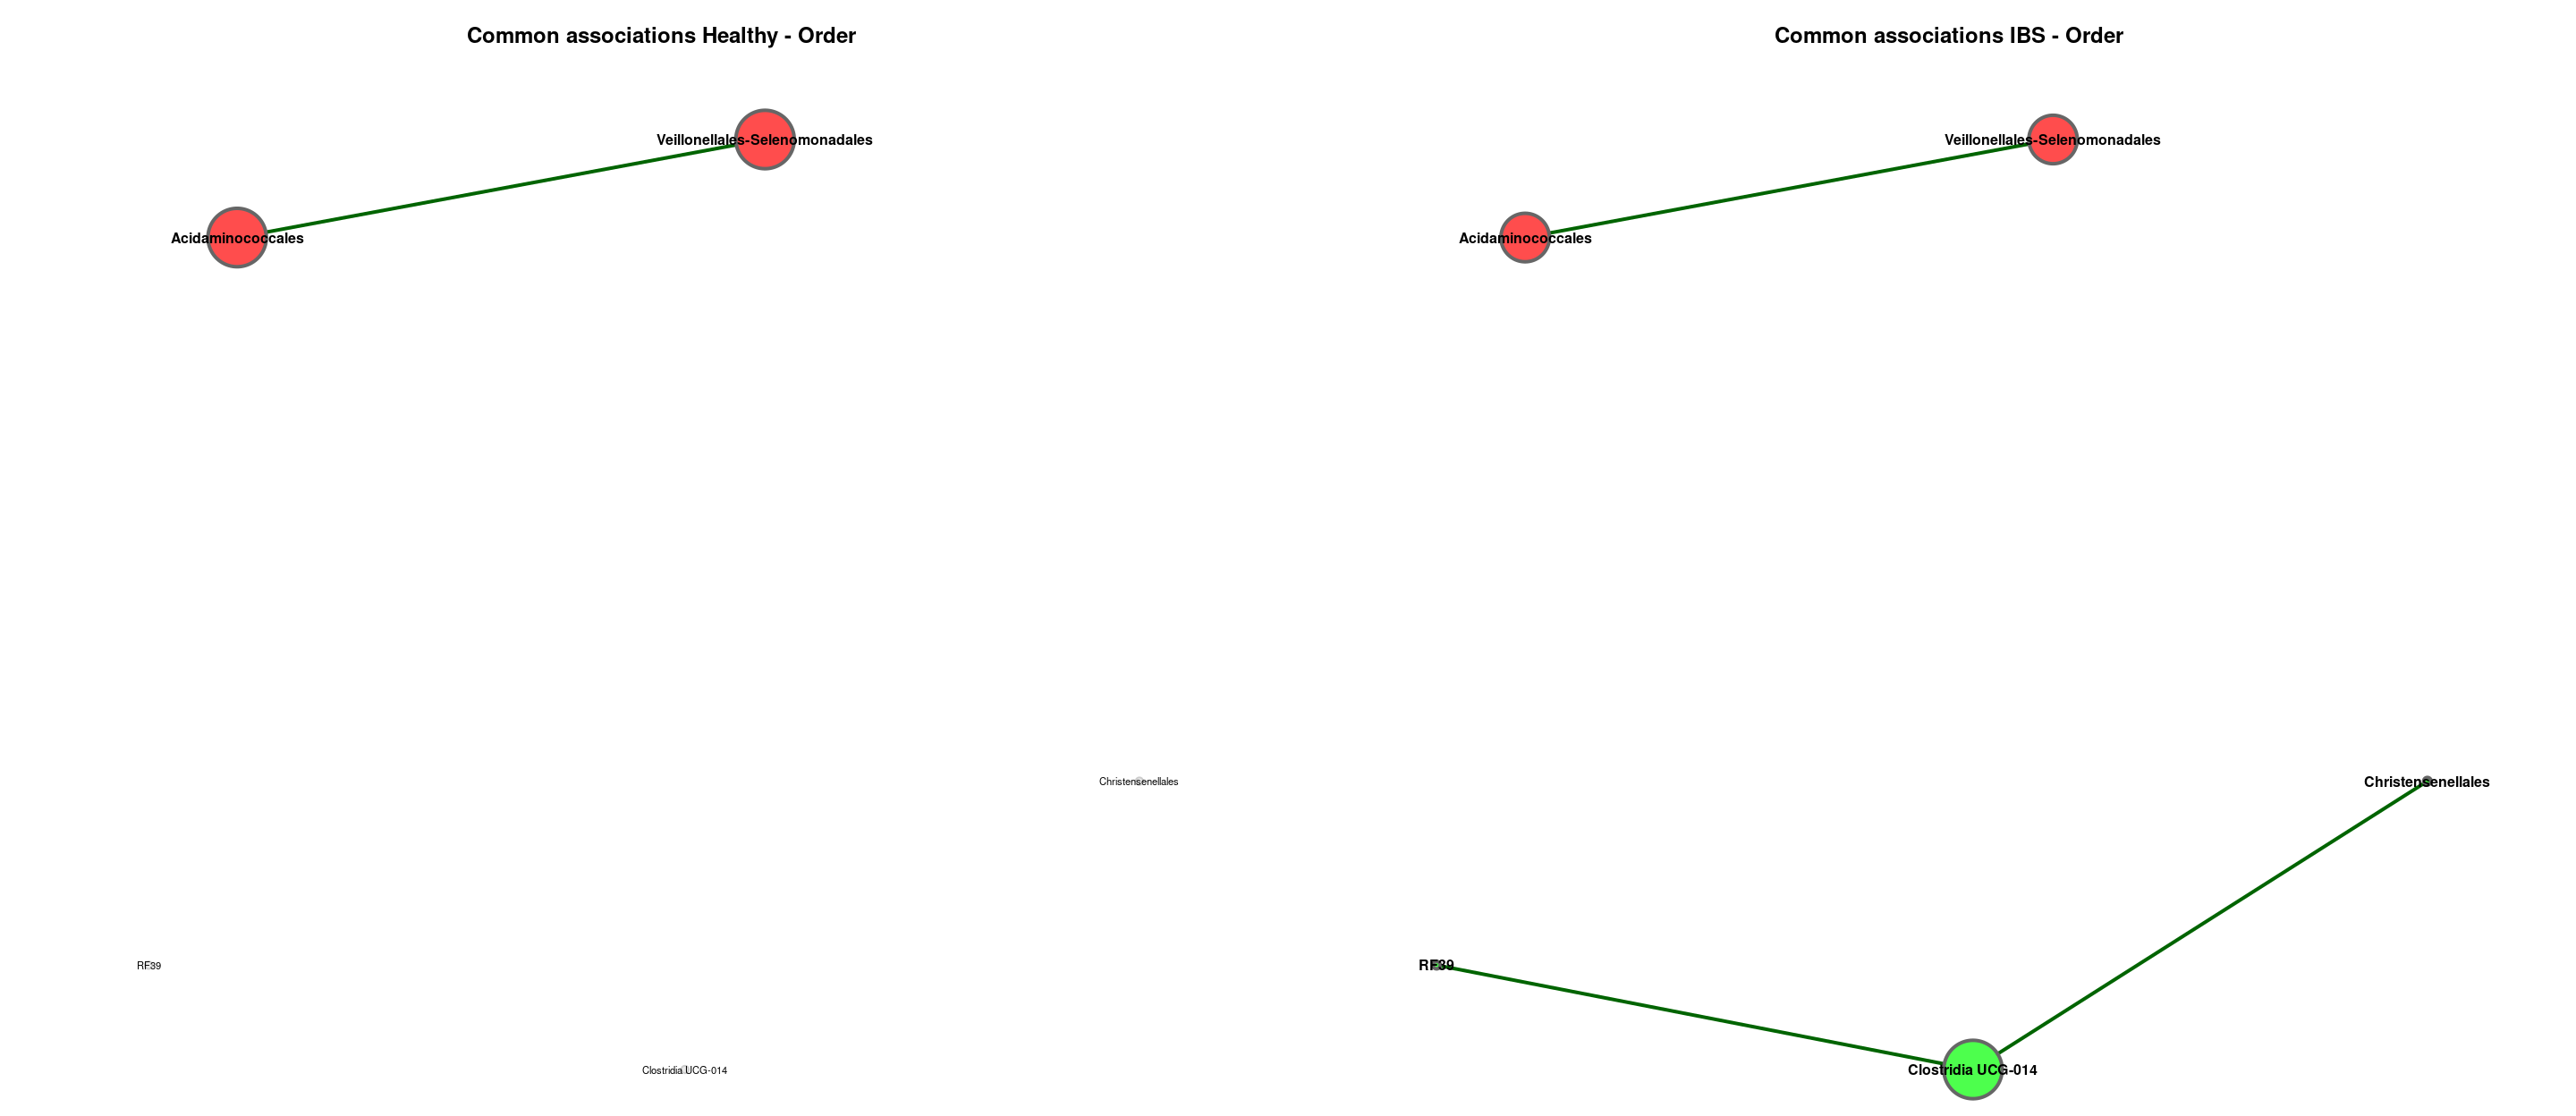 Common associations Healthy - Order
Veillonellales-Selenomonadales
Acidaminococcales
Christensenellales
RF39
Clostridia UCG-014
Common associations IBS - Order
Veillonellales-Selenomonadales
Acidaminococcales
Christensenellales
RF39
Clostridia UCG-014